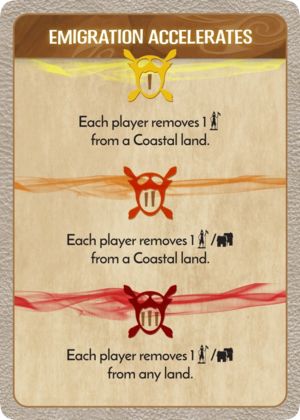 EMIGRATION ACCELERATES
I
Each player removes 1
from a Coastal land.
II
Each player removes 1 /
from a Coastal land.
III
Each player removes 1 /
from any land.